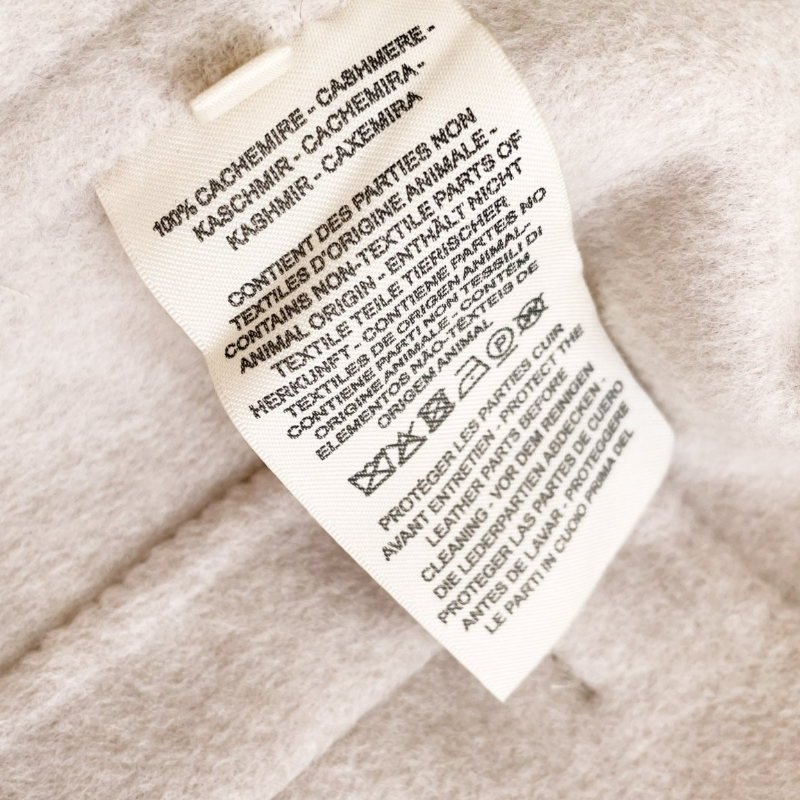 100% CACHEMIRE - CASHMERE -
KASCHMIR - CACHEMIRA -
KASHMIR - CAXEMIRA
CONTIENT DES PARTIES NON
TEXTILES D'ORIGINE ANIMALE -
CONTAINS NON-TEXTILE PARTS OF
ANIMAL ORIGIN - ENTHÄLT NICHT
TEXTILE TEILE TIERISCHER
HERKUNFT - CONTIENE PARTES NO
TEXTILES DE ORIGEN ANIMAL -
CONTIENE PARTI NON TESSILI DI
ORIGINE ANIMALE - CONTÉM
ELEMENTOS NÃO-TÊXTEIS DE
ORIGEM ANIMAL
PROTÉGER LES PARTIES CUIR
AVANT ENTRETIEN - PROTECT THE
LEATHER PARTS BEFORE
CLEANING - VOR DEM REINIGEN
DIE LEDERPARTIEN ABDECKEN -
PROTEGER LAS PARTES DE CUERO
ANTES DE LAVAR - PROTEGGERE
LE PARTI IN CUOIO PRIMA DEL